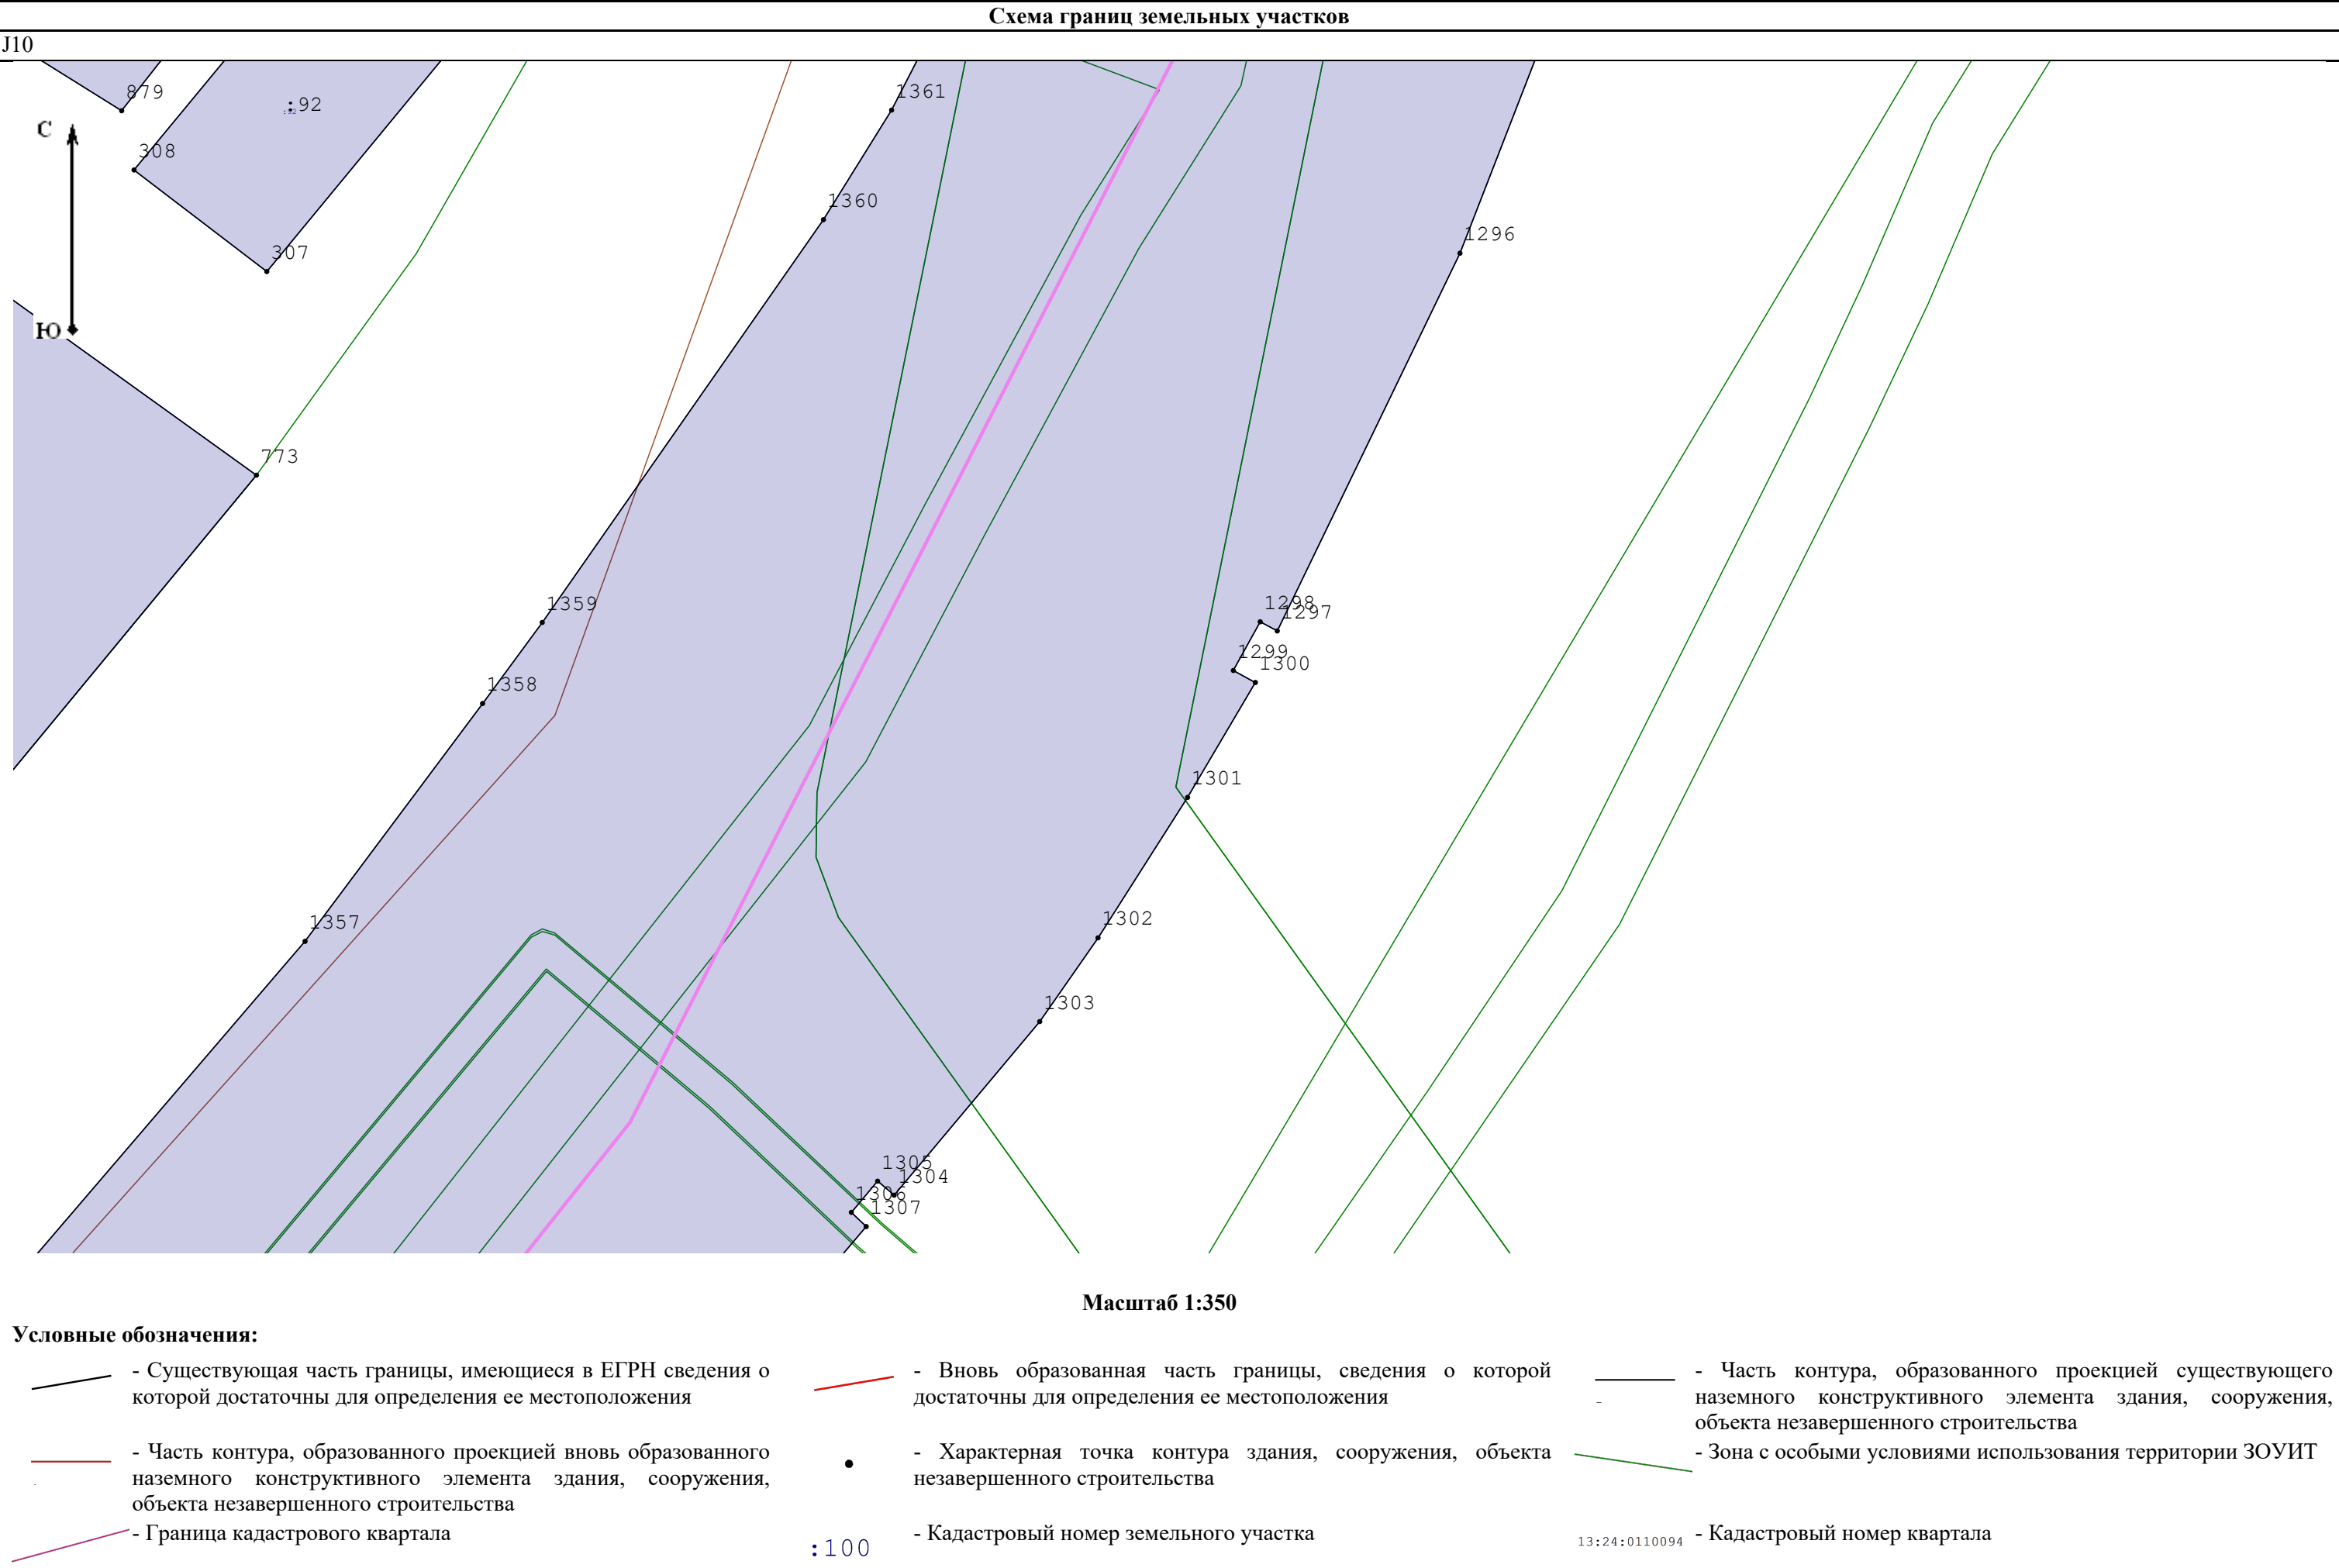 Схема границ земельных участков
J10
879
:92
1361
С
308
1360
307
1296
Ю
773
1359
1298
1297
1299
1300
1358
1301
1357
1302
1303
1305
1304
1306
1307
Масштаб 1:350
Условные обозначения:
- Существующая часть границы, имеющиеся в ЕГРН сведения о
которой достаточны для определения ее местоположения
- Вновь образованная часть границы, сведения о которой
достаточны для определения ее местоположения
- Часть контура, образованного проекцией существующего
наземного конструктивного элемента здания, сооружения,
объекта незавершенного строительства
- Часть контура, образованного проекцией вновь образованного
наземного конструктивного элемента здания, сооружения,
объекта незавершенного строительства
- Характерная точка контура здания, сооружения, объекта
незавершенного строительства
- Зона с особыми условиями использования территории ЗОУИТ
- Граница кадастрового квартала
:100
- Кадастровый номер земельного участка
13:24:0110094
- Кадастровый номер квартала